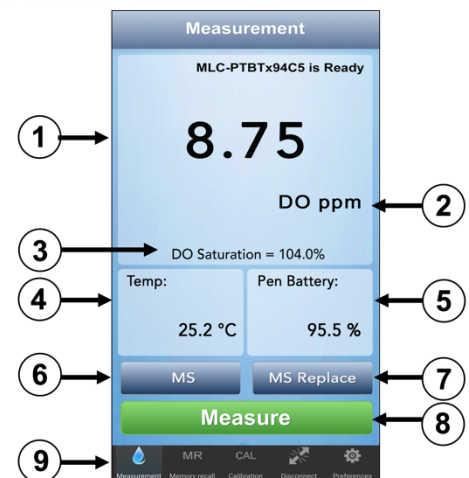 Measurement
MLC-PTBTx94C5 is Ready
1
8.75
DO ppm
2
3
DO Saturation = 104.0%
4
Temp:
Pen Battery:
5
25.2 °C
95.5 %
6
MS
MS Replace
7
Measure
8
9
MR
CAL
Measurement
Memory recall
Calibration
Disconnect
Preferences